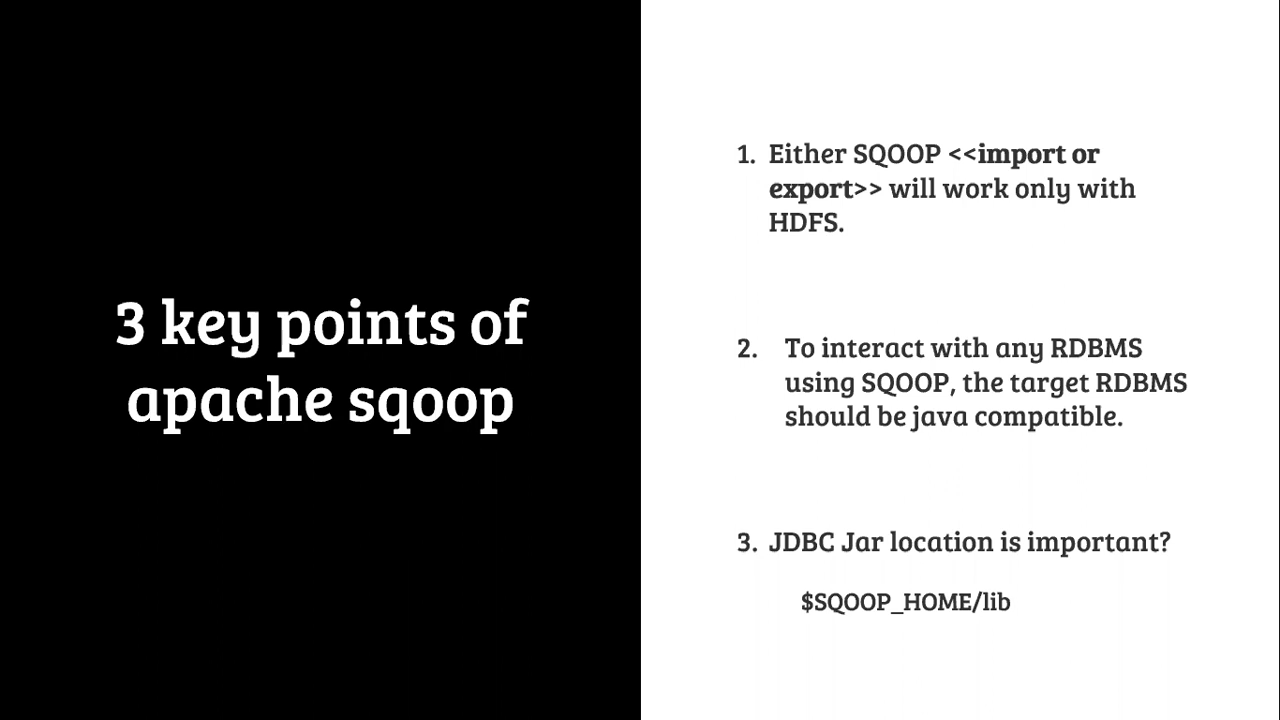 3 key points of
apache sqoop
1. Either SQOOP <<import or
export>> will work only with
HDFS.
2. To interact with any RDBMS
using SQOOP, the target RDBMS
should be java compatible.
3. JDBC Jar location is important?
$SQOOP_HOME/lib